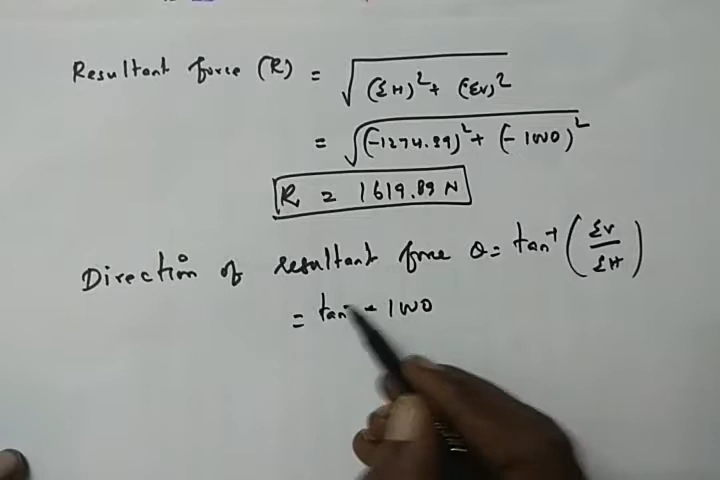 Resultant force (R) = √(ΣH)² + (ΣV)²
= √(-1274.89)² + (-1000)²
R = 1619.89 N
Direction of resultant force θ = tan⁻¹ (ΣV/ΣH)
= tan⁻¹ - 1000